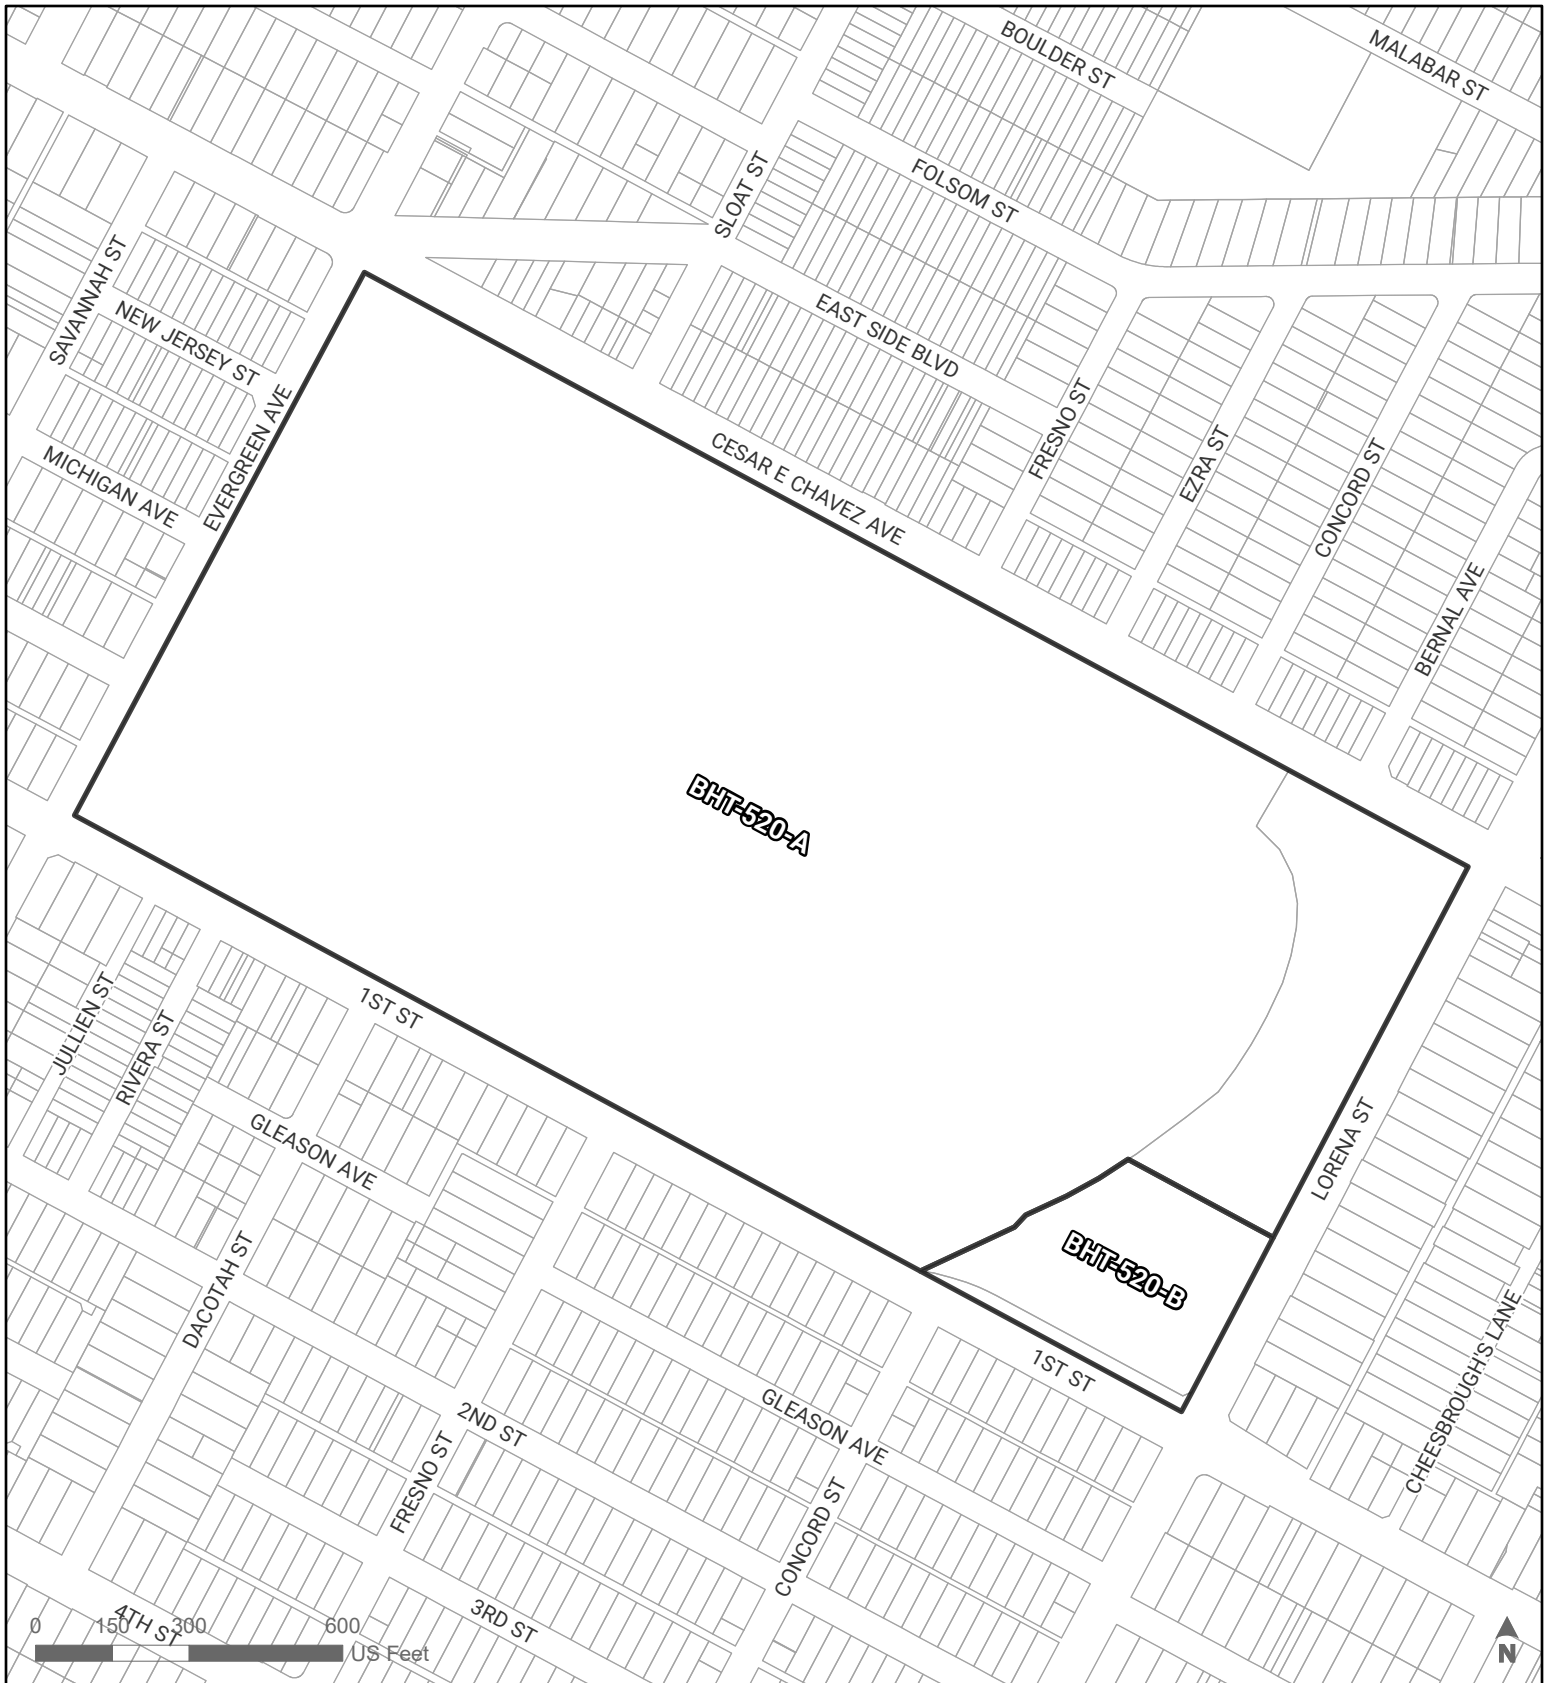 BOULDER ST
MALABAR ST
SLOAT ST
FOLSOM ST
SAVANNAH ST
NEW JERSEY ST
EAST SIDE BLVD
EVERGREEN AVE
FRESNO ST
CESAR E CHAVEZ AVE
EZRA ST
CONCORD ST
MICHIGAN AVE
BERNAL AVE
BHT-520-A
1ST ST
JULLIEN ST
RIVERA ST
GLEASON AVE
LORENA ST
BHT-520-B
DACOTAH ST
1ST ST
CHEESBROUGH'S LANE
GLEASON AVE
2ND ST
FRESNO ST
CONCORD ST
3RD ST
4TH ST
0 150 300 600
US Feet
N